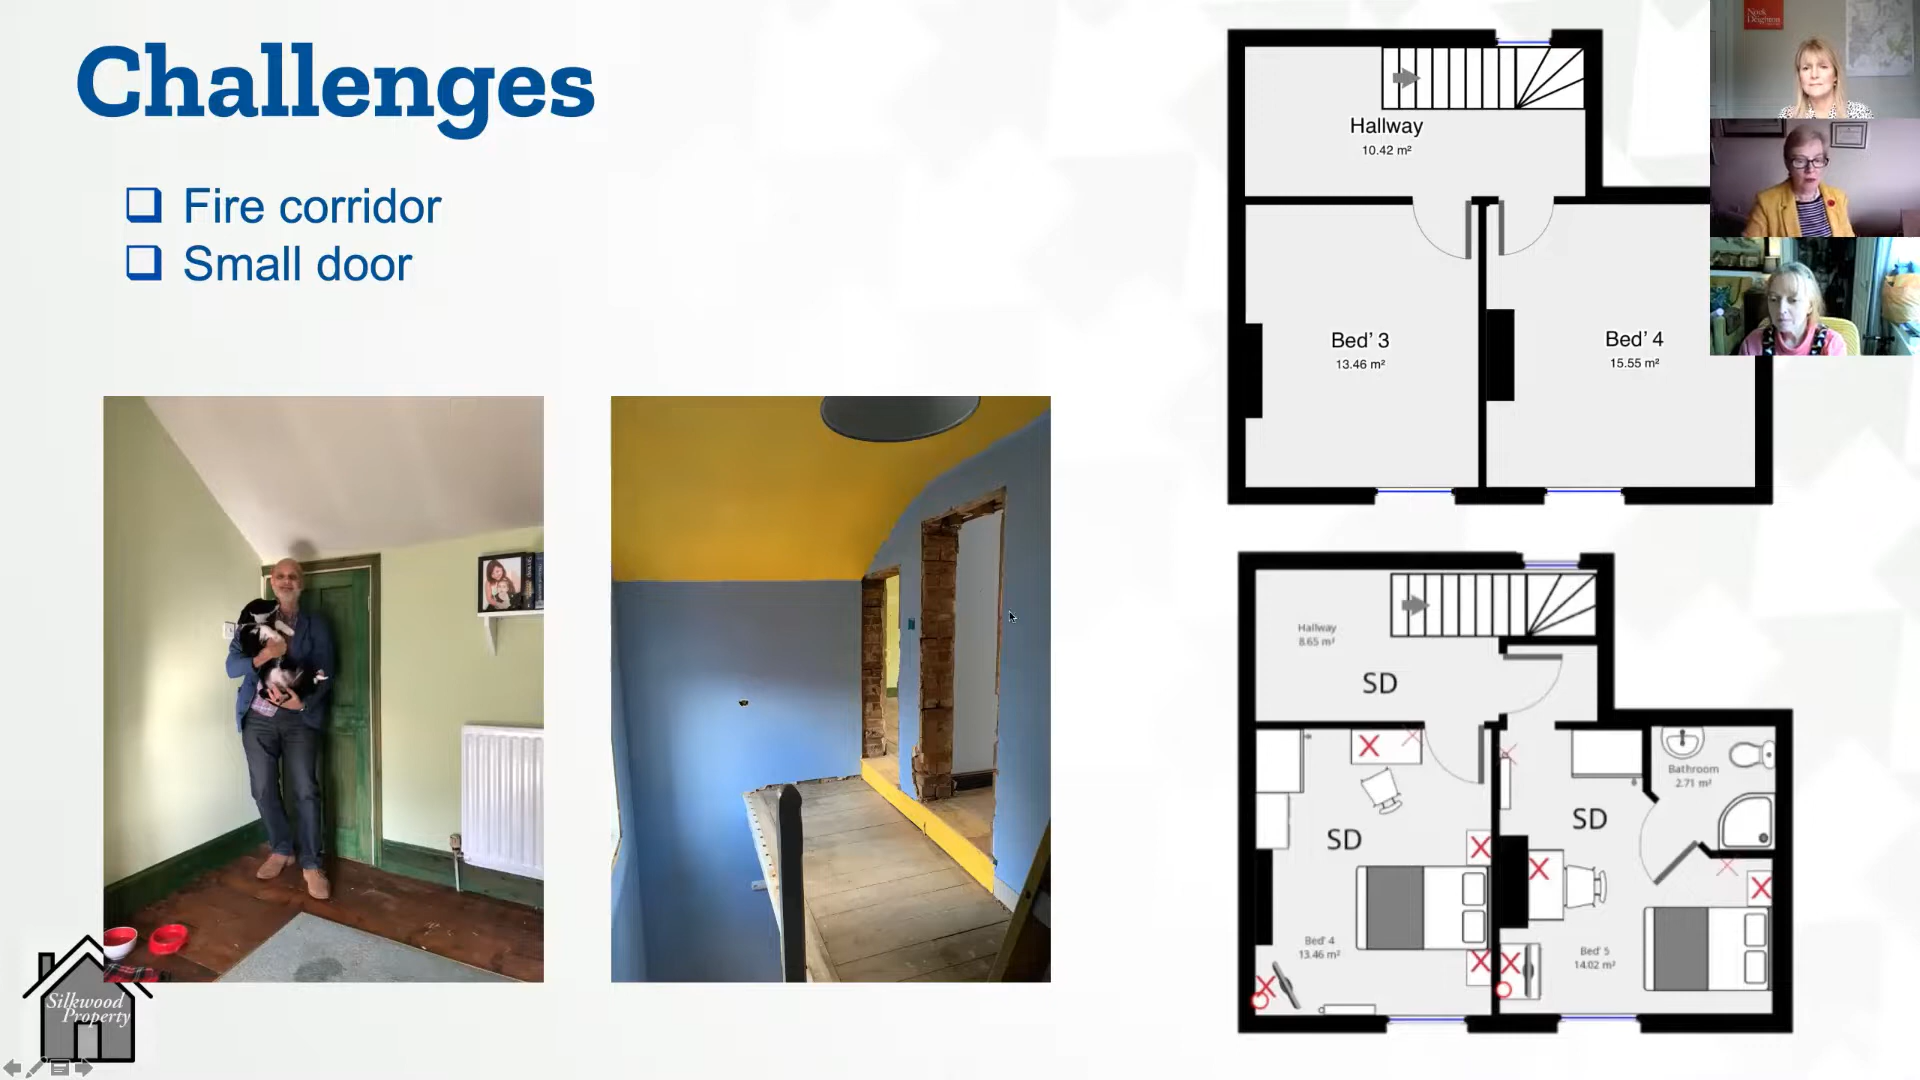 Challenges
Fire corridor
Small door
Hallway
10.42 m²
Bed' 3
13.46 m²
Bed' 4
15.55 m²
Hallway
8.65 m²
SD
SD
Bed' 4
13.46 m²
SD
Bathroom
2.71 m²
Bed' 5
14.02 m²
Silkwood
Property
Nook
Deighton